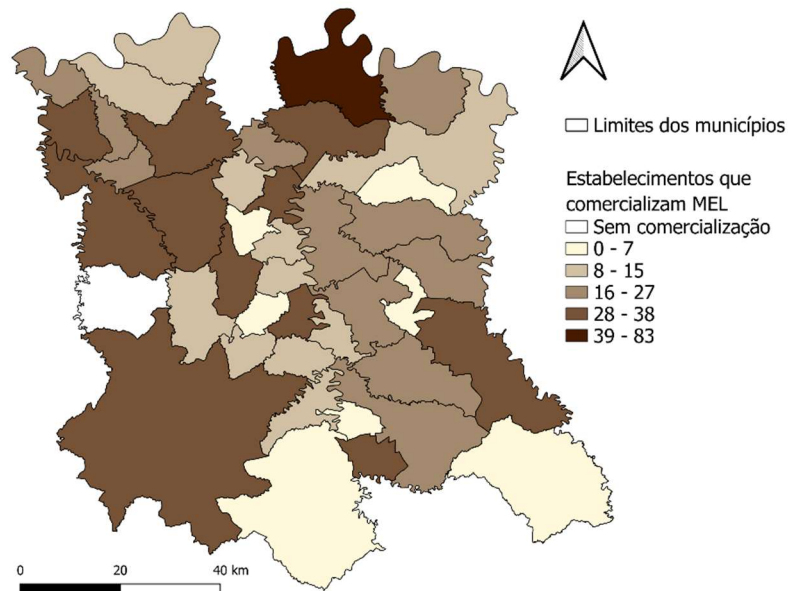 Limites dos municípios
Estabelecimentos que
comercializam MEL
Sem comercialização
0 - 7
8 - 15
16 - 27
28 - 38
39 - 83
0 20 40 km